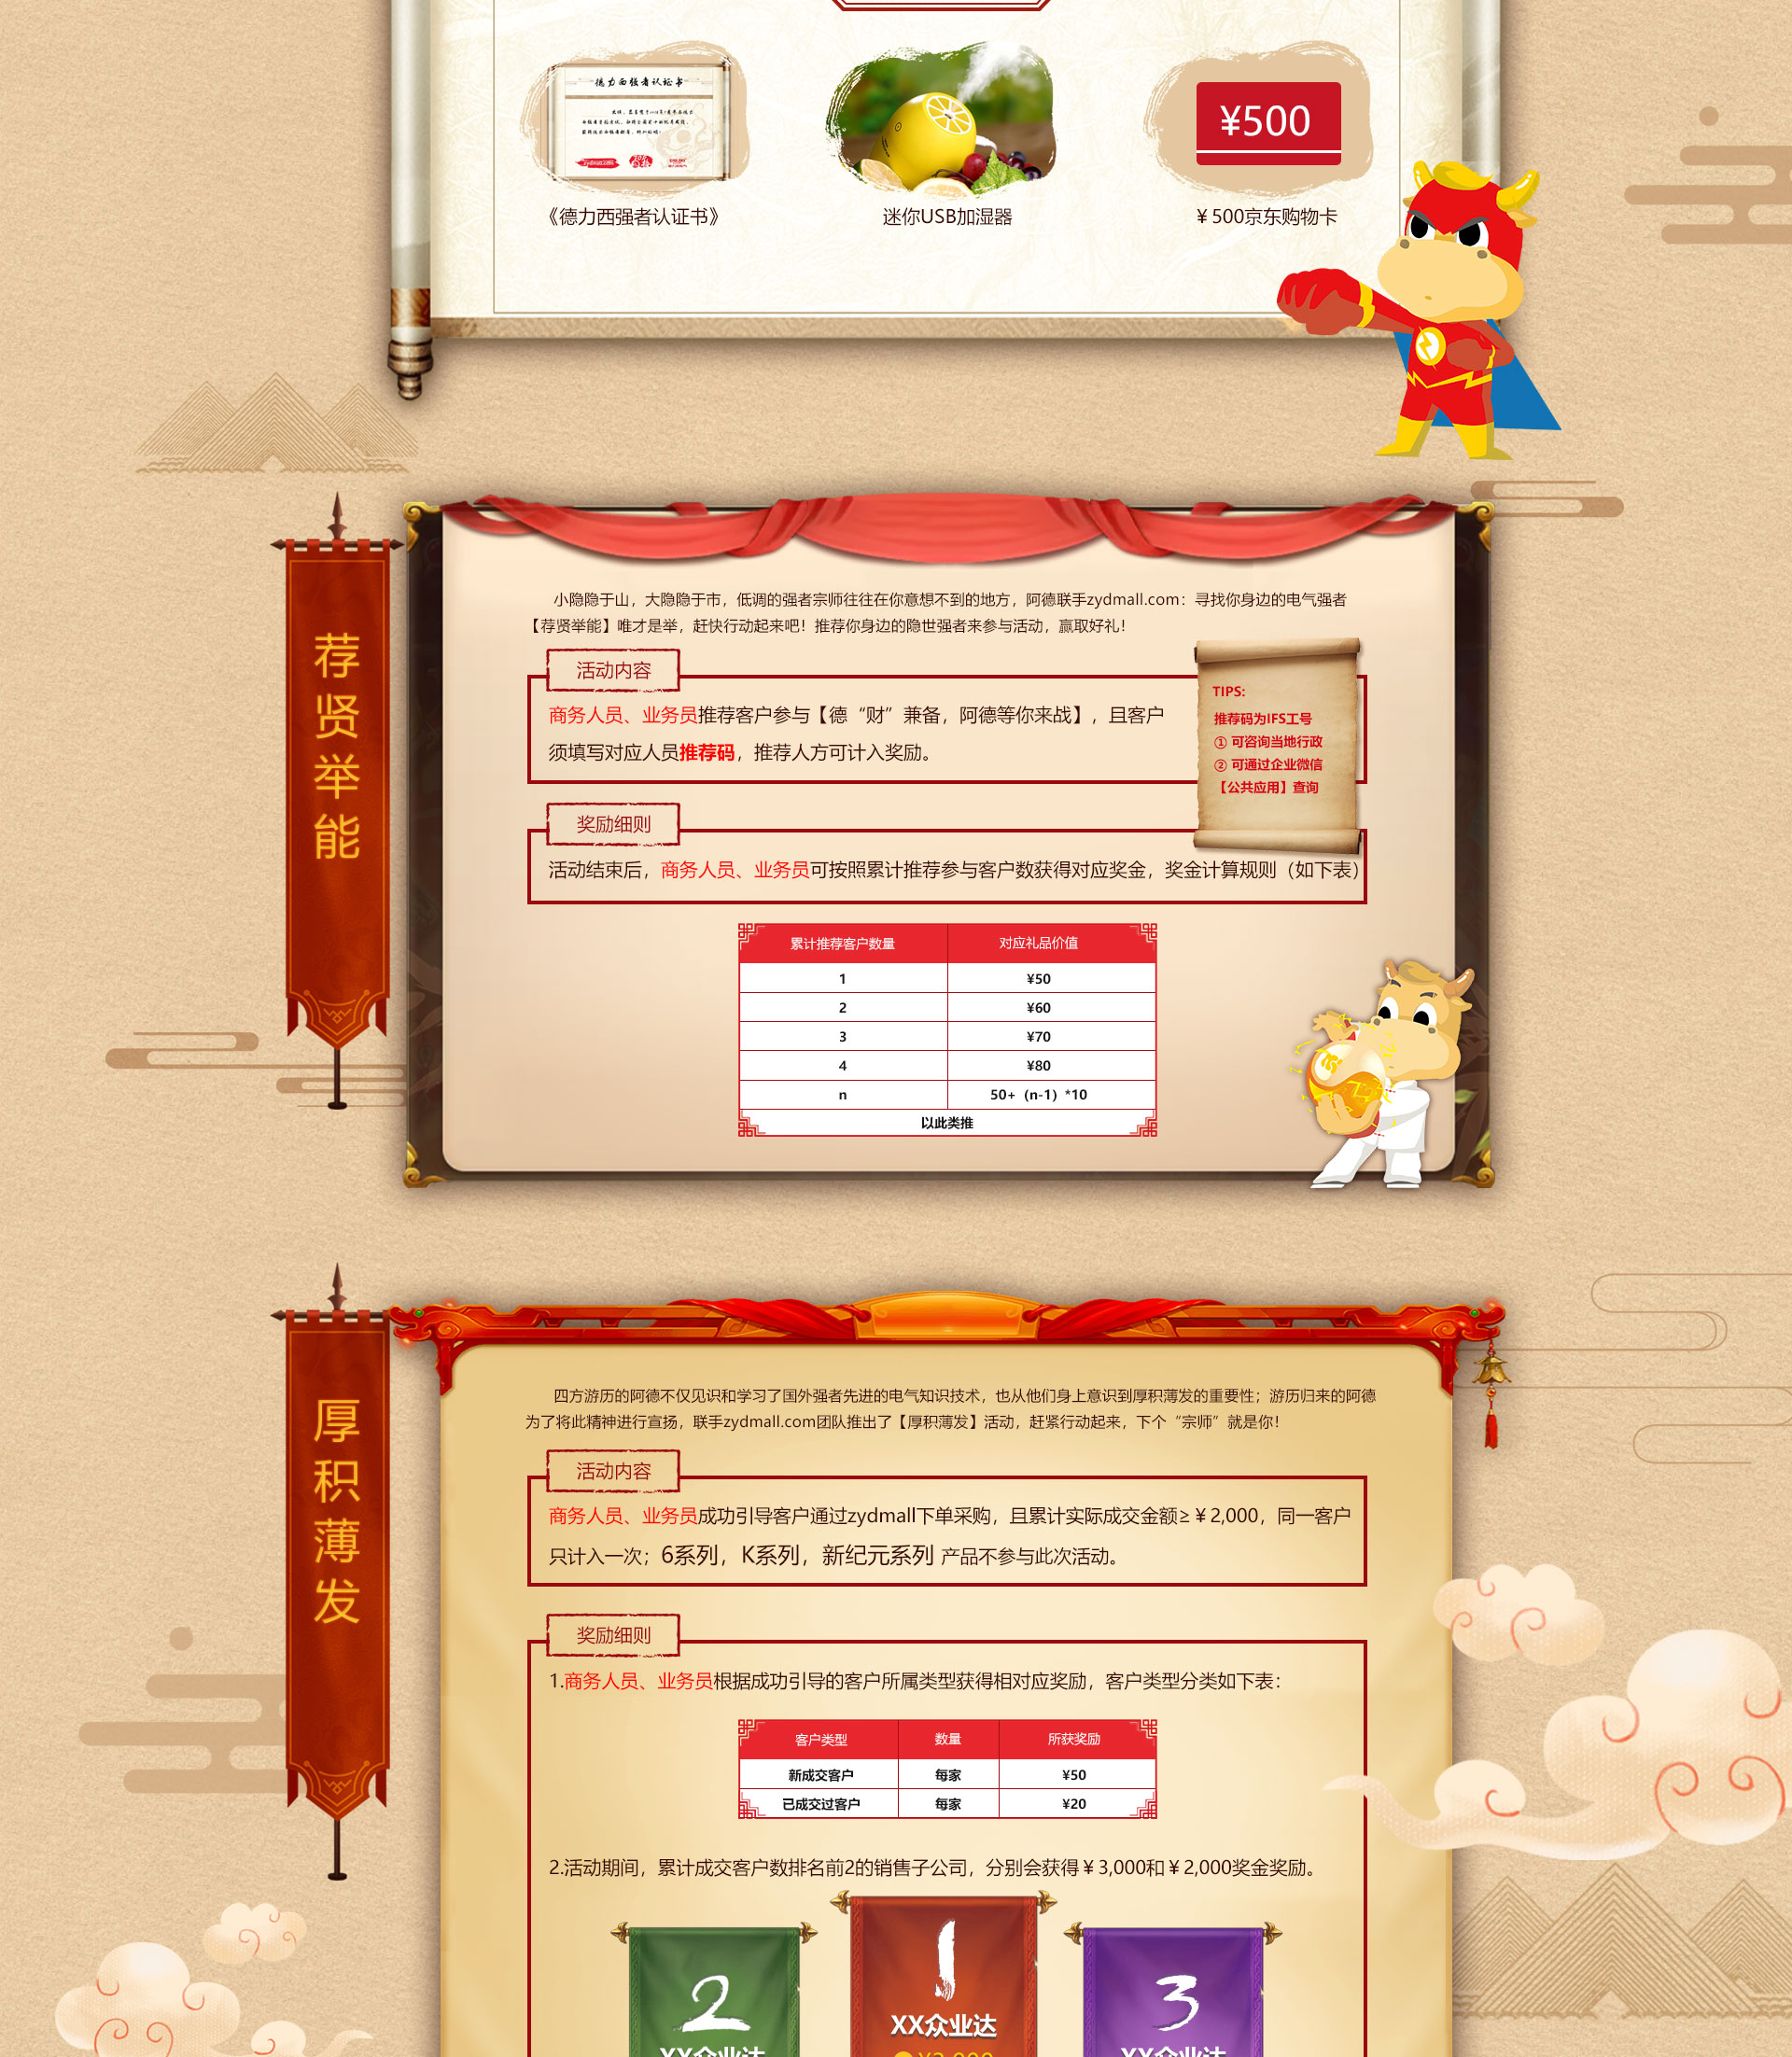 德力西强者认证书
¥500
《德力西强者认证书》
迷你USB加湿器
¥500京东购物卡
荐贤举能
小隐隐于山，大隐隐于市，低调的强者宗师往往在你意想不到的地方，阿德联手zydmall.com：寻找你身边的电气强者
【荐贤举能】唯才是举，赶快行动起来吧！推荐你身边的隐世强者来参与活动，赢取好礼！
活动内容
商务人员、业务员推荐客户参与【德“财”兼备，阿德等你来战】，且客户
须填写对应人员推荐码，推荐人方可计入奖励。
TIPS:
推荐码为IFS工号
① 可咨询当地行政
② 可通过企业微信
【公共应用】查询
奖励细则
活动结束后，商务人员、业务员可按照累计推荐参与客户数获得对应奖金，奖金计算规则（如下表）
累计推荐客户数量 对应礼品价值
1 ¥50
2 ¥60
3 ¥70
4 ¥80
n 50+（n-1）*10
以此类推
厚积薄发
四方游历的阿德不仅见识和学习了国外强者先进的电气知识技术，也从他们身上意识到厚积薄发的重要性；游历归来的阿德
为了将此精神进行宣扬，联手zydmall.com团队推出了【厚积薄发】活动，赶紧行动起来，下个“宗师”就是你！
活动内容
商务人员、业务员成功引导客户通过zydmall下单采购，且累计实际成交金额≥¥2,000，同一客户
只计入一次；6系列，K系列，新纪元系列 产品不参与此次活动。
奖励细则
1.商务人员、业务员根据成功引导的客户所属类型获得相对应奖励，客户类型分类如下表：
客户类型 数量 所获奖励
新成交客户 每家 ¥50
已成交过客户 每家 ¥20
2.活动期间，累计成交客户数排名前2的销售子公司，分别会获得¥3,000和¥2,000奖金奖励。
1
XX众业达
2
XX众业达
3
XX众业达